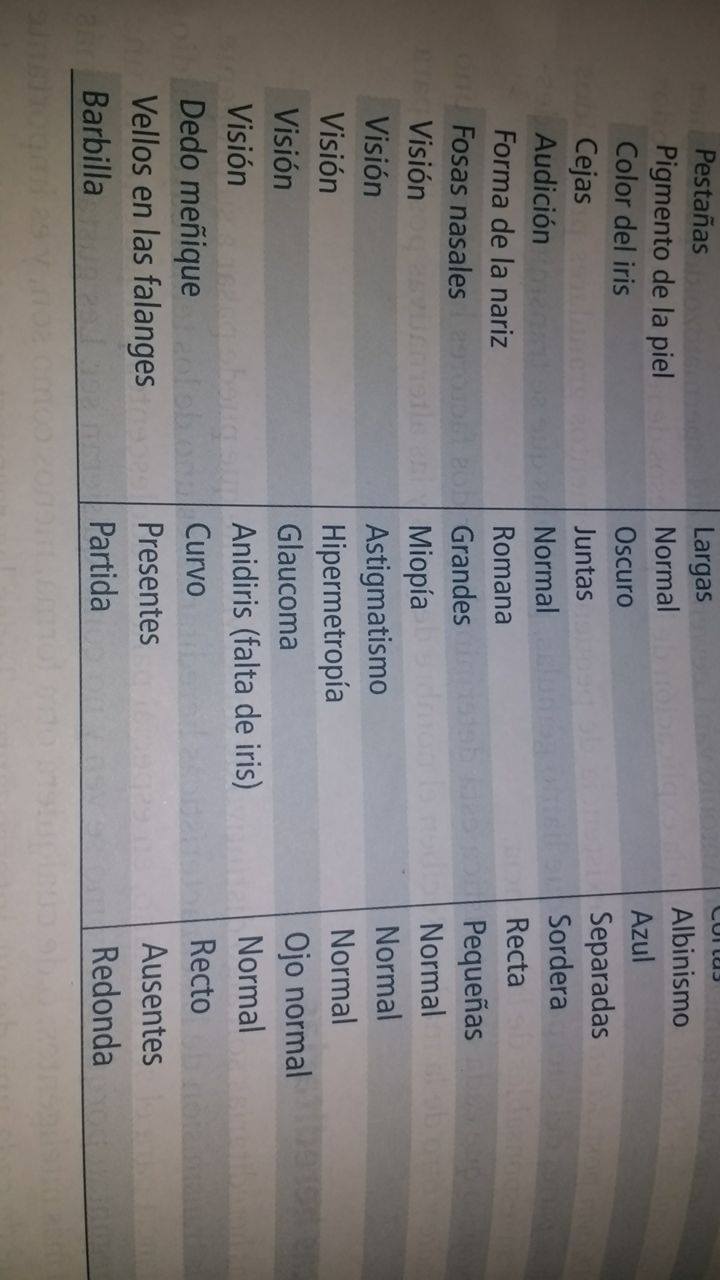 Pestañas Largas Cortas
Pigmento de la piel Normal Albinismo
Color del iris Oscuro Azul
Cejas Juntas Separadas
Audición Normal Sordera
Forma de la nariz Romana Recta
Fosas nasales Grandes Pequeñas
Visión Miopía Normal
Visión Astigmatismo Normal
Visión Hipermetropía Normal
Visión Glaucoma Ojo normal
Visión Anidiris (falta de iris) Normal
Dedo meñique Curvo Recto
Vellos en las falanges Presentes Ausentes
Barbilla Partida Redonda